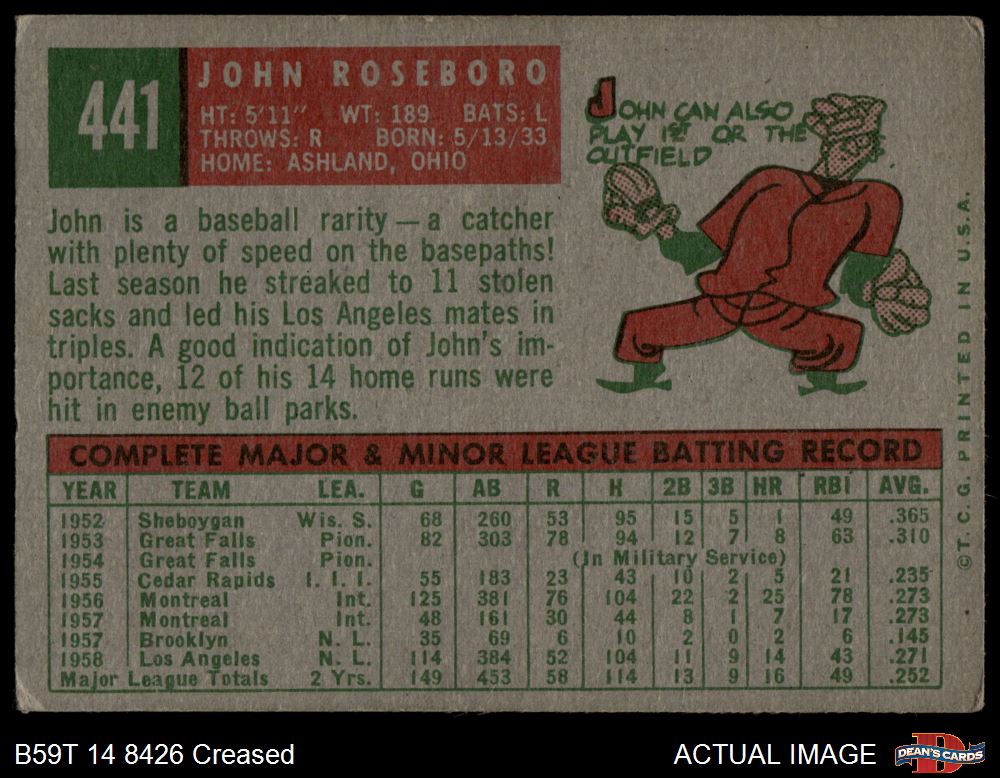 441
JOHN ROSEBORO
HT: 5'11" WT: 189 BATS: L
THROWS: R BORN: 5/13/33
HOME: ASHLAND, OHIO
JOHN CAN ALSO
PLAY 1ST OR THE
OUTFIELD
John is a baseball rarity — a catcher
with plenty of speed on the basepaths!
Last season he streaked to 11 stolen
sacks and led his Los Angeles mates in
triples. A good indication of John's im-
portance, 12 of his 14 home runs were
hit in enemy ball parks.
COMPLETE MAJOR & MINOR LEAGUE BATTING RECORD
YEAR TEAM LEA. G AB R H 2B 3B HR RBI AVG.
1952 Sheboygan Wis. S. 68 260 53 95 15 5 1 49 .365
1953 Great Falls Pion. 82 303 78 94 12 7 8 63 .310
1954 Great Falls Pion. (In Military Service)
1955 Cedar Rapids I. I. I. 55 183 23 43 10 2 5 21 .235
1956 Montreal Int. 125 381 76 104 22 2 25 78 .273
1957 Montreal Int. 48 161 30 44 8 1 7 17 .273
1957 Brooklyn N. L. 35 69 6 10 2 0 2 6 .145
1958 Los Angeles N. L. 114 384 52 104 11 9 14 43 .271
Major League Totals 2 Yrs. 149 453 58 114 13 9 16 49 .252
©T. C. G. PRINTED IN U.S.A.
B59T 14 8426 Creased
ACTUAL IMAGE
DEAN'S CARDS